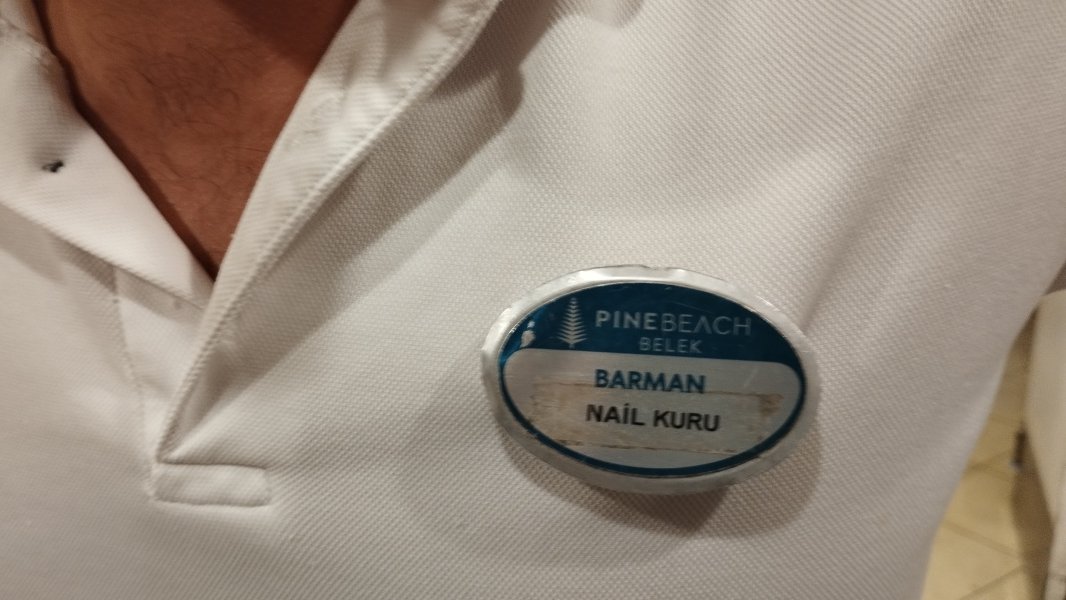 PINEBEACH
BELEK
BARMAN
NAİL KURU